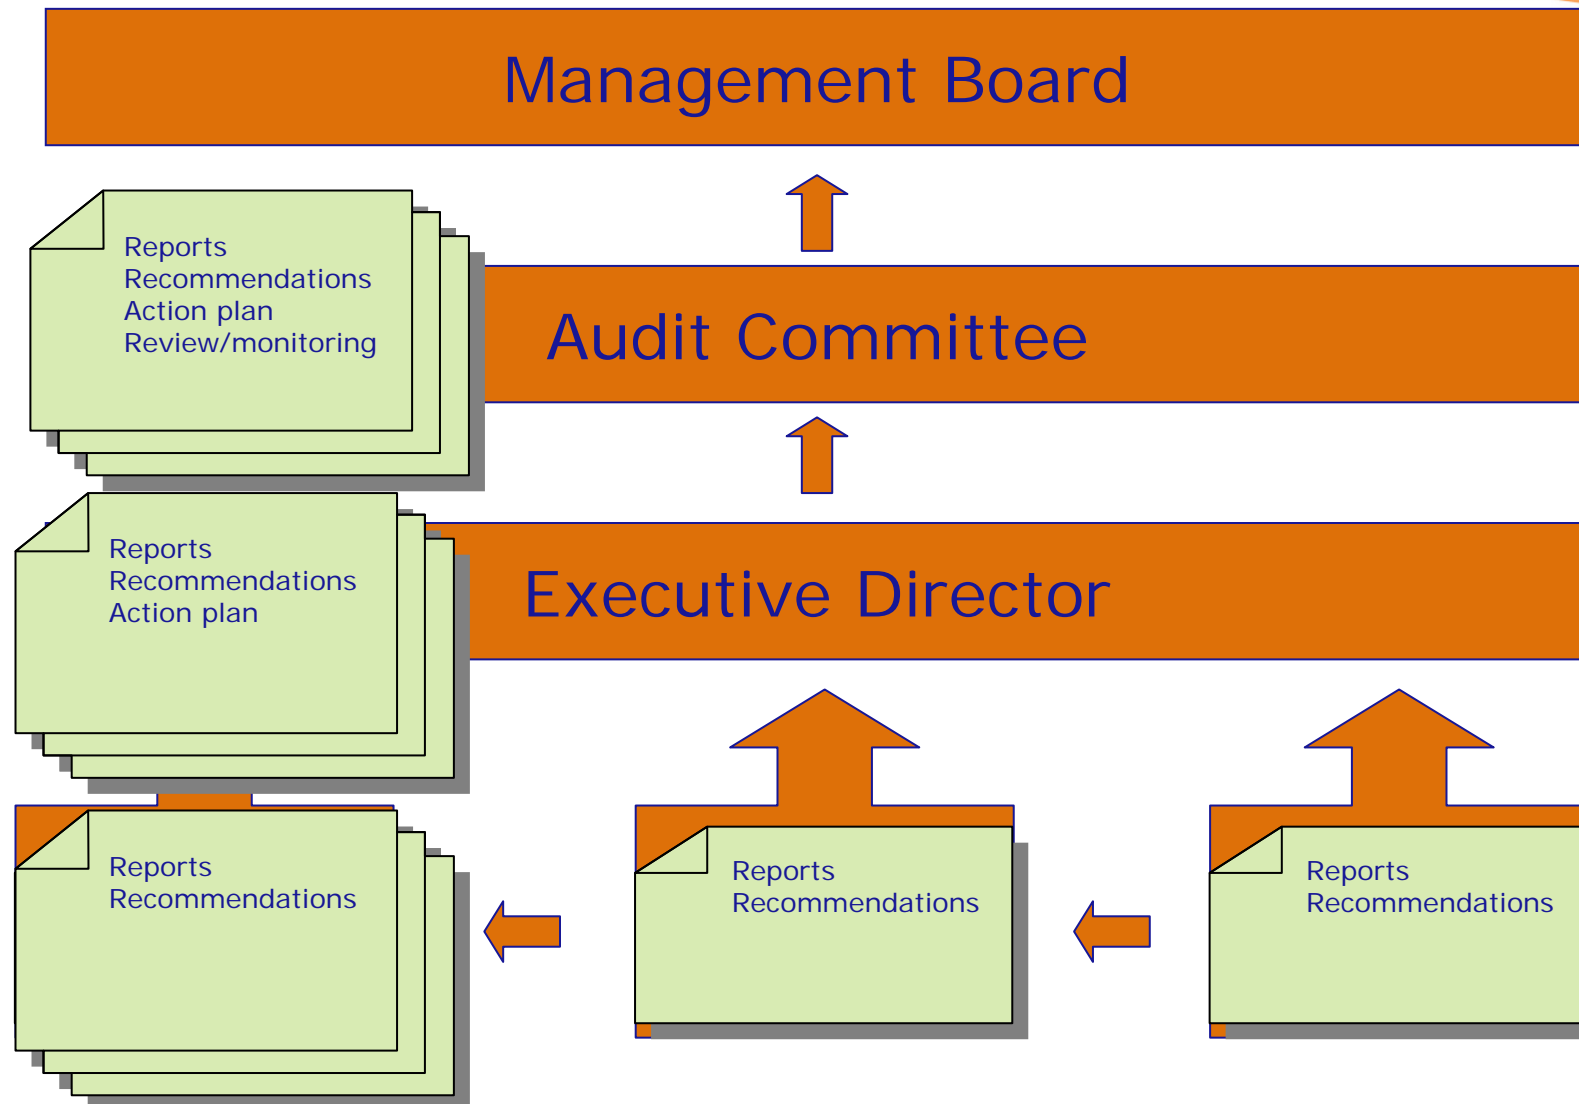 Management Board
Reports
Recommendations
Action plan
Review/monitoring
Audit Committee
Reports
Recommendations
Action plan
Executive Director
Reports
Recommendations
Reports
Recommendations
Reports
Recommendations